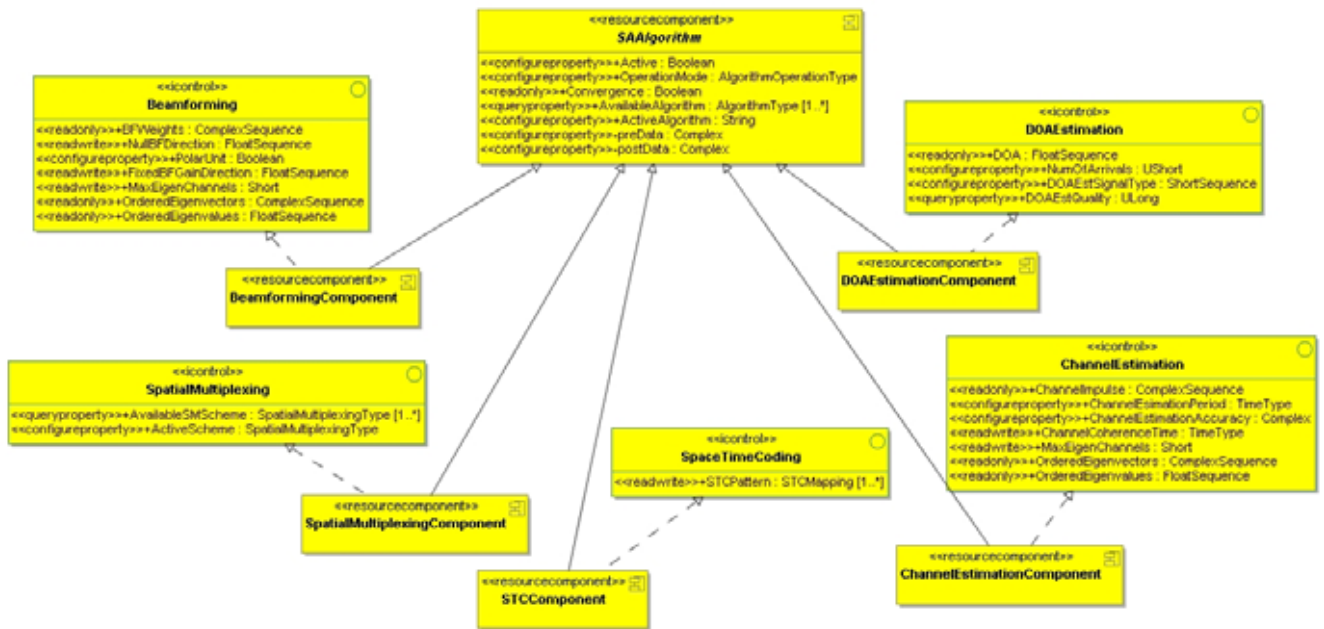 <<resourcecomponent>>
SAAlgorithm
<<configureproperty>>+Active : Boolean
<<configureproperty>>+OperationMode : AlgorithmOperationType
<<readonly>>+Convergence : Boolean
<<queryproperty>>+AvailableAlgorithm : AlgorithmType [1..*]
<<configureproperty>>+ActiveAlgorithm : String
<<configureproperty>>-preData : Complex
<<configureproperty>>-postData : Complex
<<icontrol>>
Beamforming
<<readonly>>+BFWeights : ComplexSequence
<<readwrite>>+NullBFDirection : FloatSequence
<<configureproperty>>+PolarUnit : Boolean
<<readwrite>>+FixedBFGainDirection : FloatSequence
<<readwrite>>+MaxEigenChannels : Short
<<readonly>>+OrderedEigenvectors : ComplexSequence
<<readonly>>+OrderedEigenvalues : FloatSequence
<<icontrol>>
DOAEstimation
<<readonly>>+DOA : FloatSequence
<<configureproperty>>+NumOfArrivals : UShort
<<configureproperty>>+DOAEstSignalType : ShortSequence
<<queryproperty>>+DOAEstQuality : ULong
<<resourcecomponent>>
BeamformingComponent
<<resourcecomponent>>
DOAEstimationComponent
<<icontrol>>
SpatialMultiplexing
<<queryproperty>>+AvailableSMScheme : SpatialMultiplexingType [1..*]
<<configureproperty>>+ActiveScheme : SpatialMultiplexingType
<<icontrol>>
ChannelEstimation
<<readonly>>+ChannelImpulse : ComplexSequence
<<configureproperty>>+ChannelEsimationPeriod : TimeType
<<configureproperty>>+ChannelEstimationAccuracy : Complex
<<readwrite>>+ChannelCoherenceTime : TimeType
<<readwrite>>+MaxEigenChannels : Short
<<readonly>>+OrderedEigenvectors : ComplexSequence
<<readonly>>+OrderedEigenvalues : FloatSequence
<<icontrol>>
SpaceTimeCoding
<<readwrite>>+STCPattern : STCMapping [1..*]
<<resourcecomponent>>
SpatialMultiplexingComponent
<<resourcecomponent>>
STCComponent
<<resourcecomponent>>
ChannelEstimationComponent